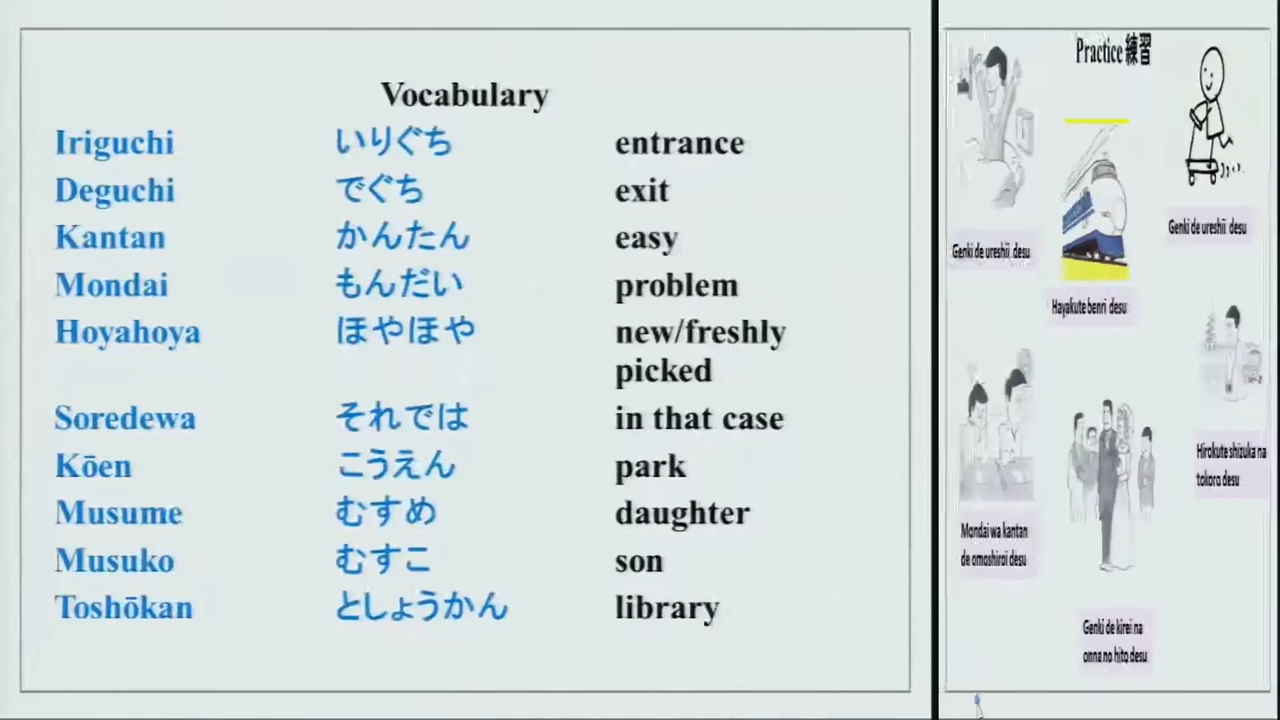 Vocabulary
Iriguchi いりぐち entrance
Deguchi でぐち exit
Kantan かんたん easy
Mondai もんだい problem
Hoyahoya ほやほや new/freshly
picked
Soredewa それでは in that case
Kōen こうえん park
Musume むすめ daughter
Musuko むすこ son
Toshōkan としょうかん library
Practice 練習
Genki de ureshii desu
Genki de ureshii desu
Hayakute benri desu
Hirokute shizuka na
tokoro desu
Mondai wa kantan
de omoshiroi desu
Genki de kirei na
onna no hito desu